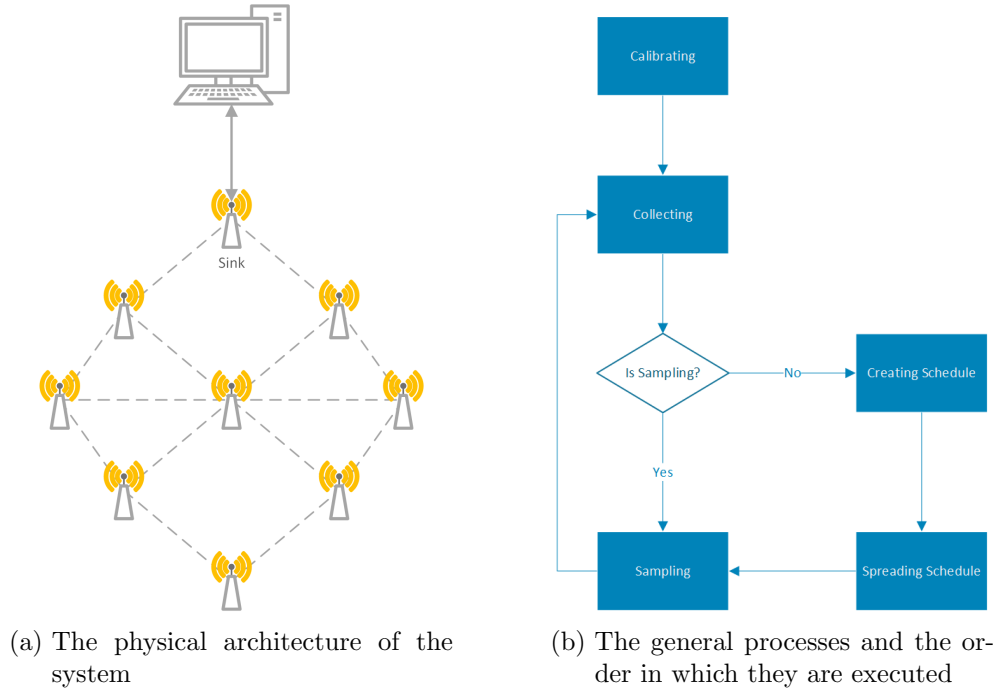 Sink
(a) The physical architecture of the
system
Calibrating
Collecting
Is Sampling?
No
Creating Schedule
Yes
Sampling
Spreading Schedule
(b) The general processes and the or-
der in which they are executed